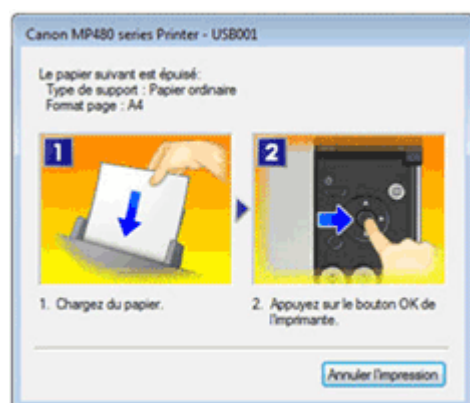 Canon MP480 series Printer - USB001
Le papier suivant est épuisé:
Type de support : Papier ordinaire
Format page : A4
1
2
1. Chargez du papier.
2. Appuyez sur le bouton OK de
l'imprimante.
Annuler l'impression